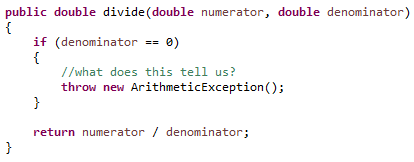 public double divide(double numerator, double denominator)
{
    if (denominator == 0)
    {
        //what does this tell us?
        throw new ArithmeticException();
    }

    return numerator / denominator;
}